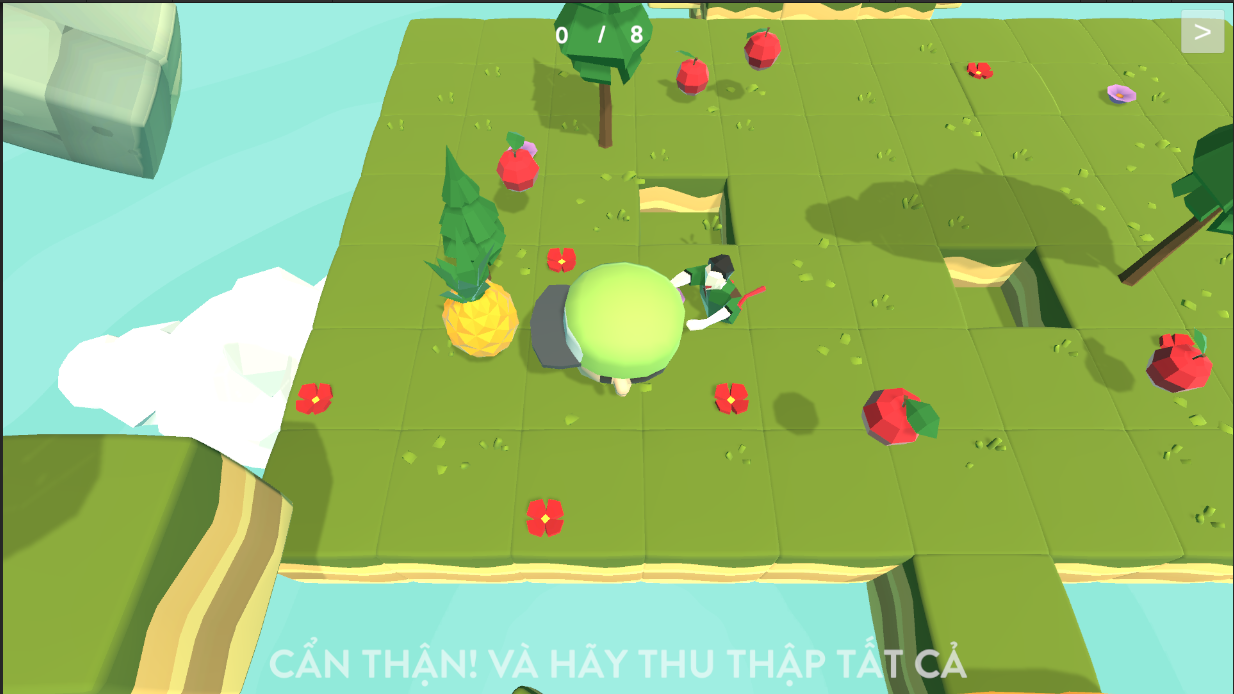 0 / 8
>
CẨN THẬN! VÀ HÃY THU THẬP TẤT CẢ